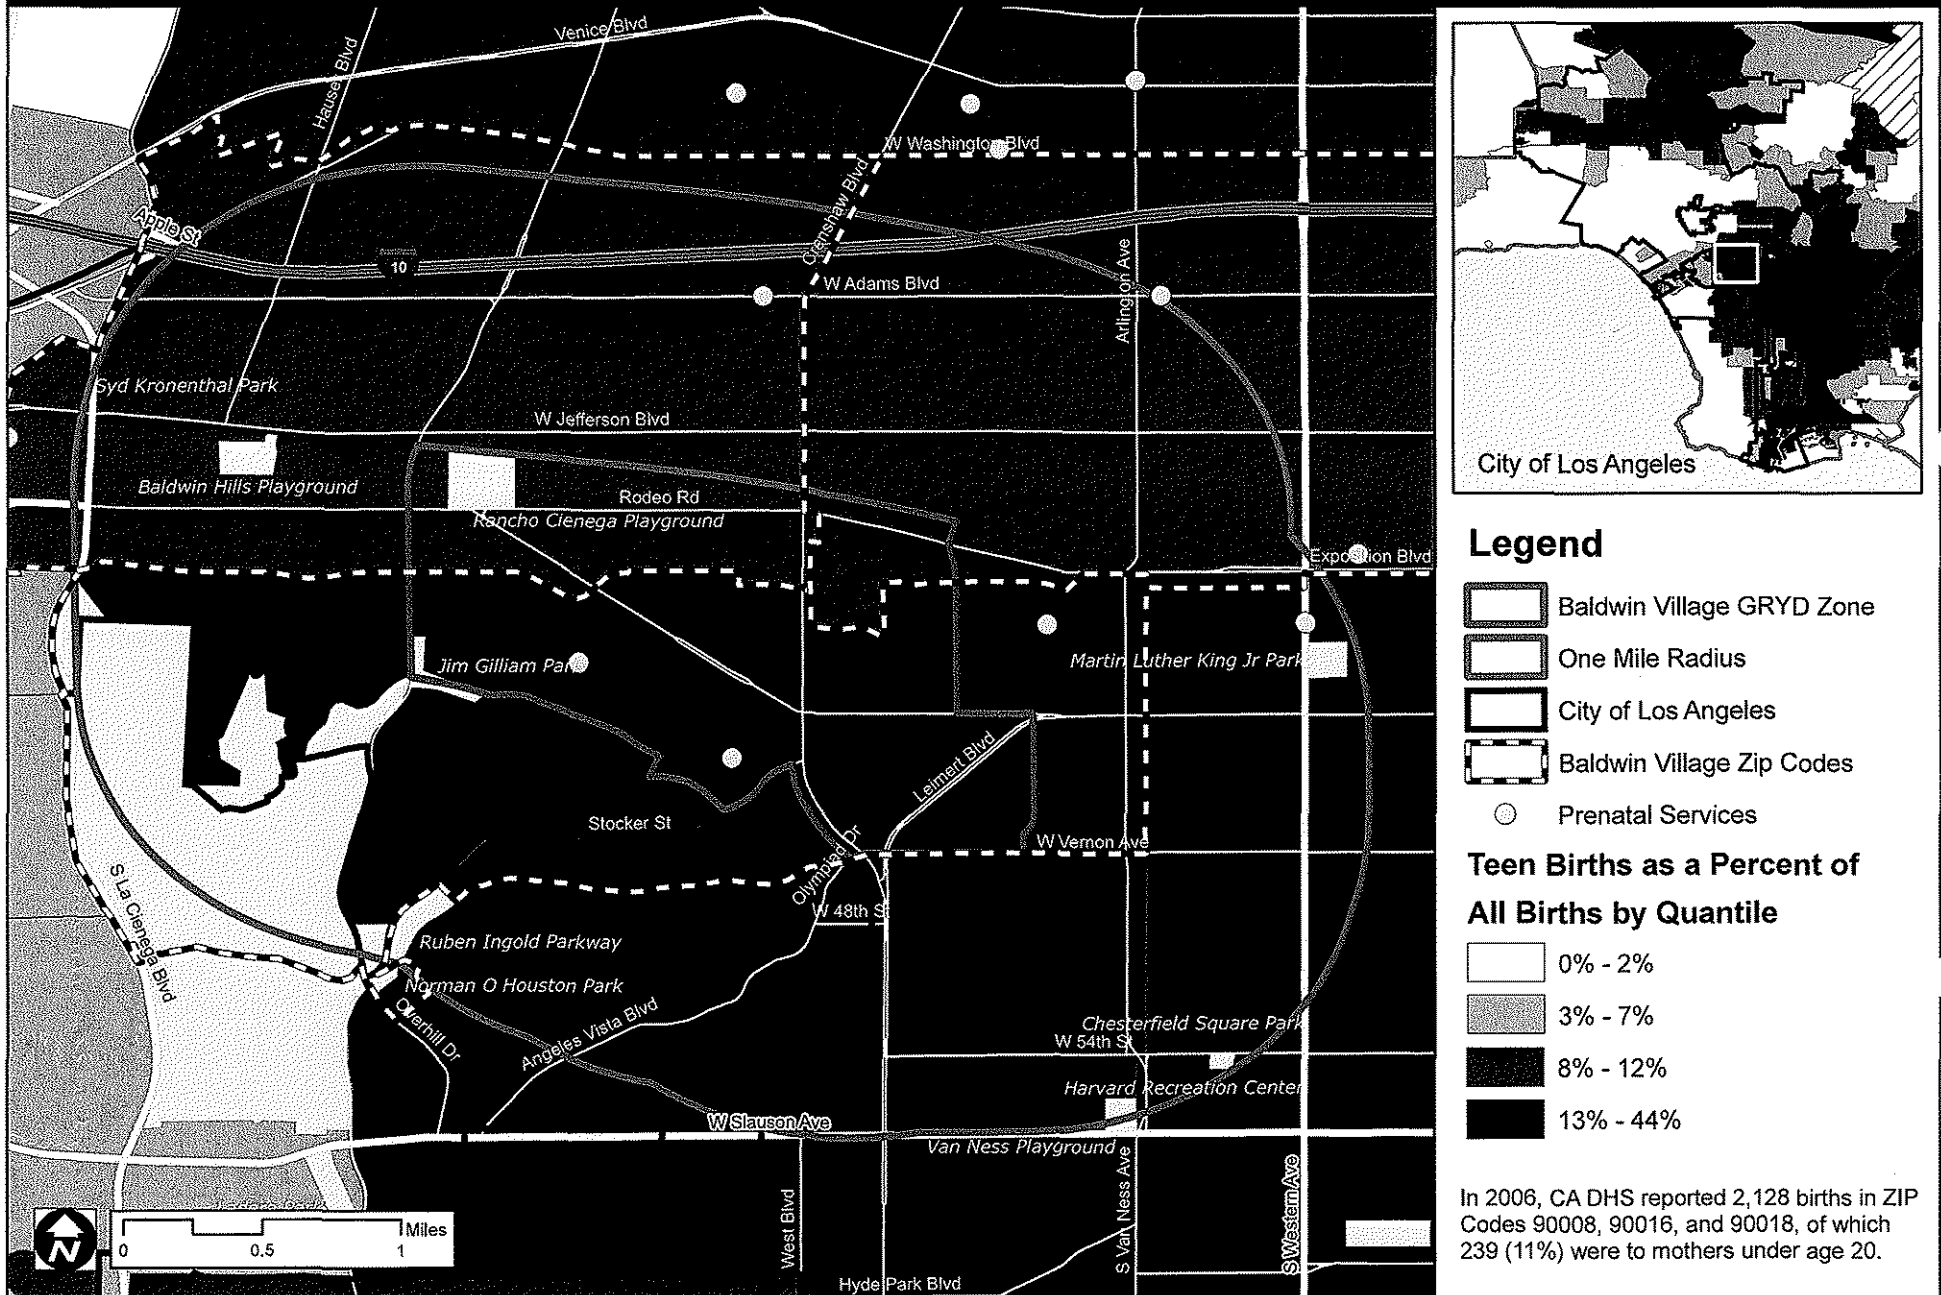 Venice Blvd
Hauser Blvd
W Washington Blvd
Crenshaw Blvd
Apple St
10
W Adams Blvd
Arlington Ave
Syd Kronenthal Park
W Jefferson Blvd
Baldwin Hills Playground
Rodeo Rd
Rancho Cienega Playground
Exposition Blvd
Jim Gilliam Park
Martin Luther King Jr Park
Leimert Blvd
Stocker St
W Vernon Ave
Olympiad Dr
W 48th St
S La Cienega Blvd
Ruben Ingold Parkway
Norman O Houston Park
Overhill Dr
Angeles Vista Blvd
Chesterfield Square Park
W 54th St
Harvard Recreation Center
W Slauson Ave
Van Ness Playground
West Blvd
S Van Ness Ave
S Western Ave
Hyde Park Blvd
N
Miles
0 0.5 1
City of Los Angeles
Legend
Baldwin Village GRYD Zone
One Mile Radius
City of Los Angeles
Baldwin Village Zip Codes
Prenatal Services
Teen Births as a Percent of
All Births by Quantile
0% - 2%
3% - 7%
8% - 12%
13% - 44%
In 2006, CA DHS reported 2,128 births in ZIP
Codes 90008, 90016, and 90018, of which
239 (11%) were to mothers under age 20.